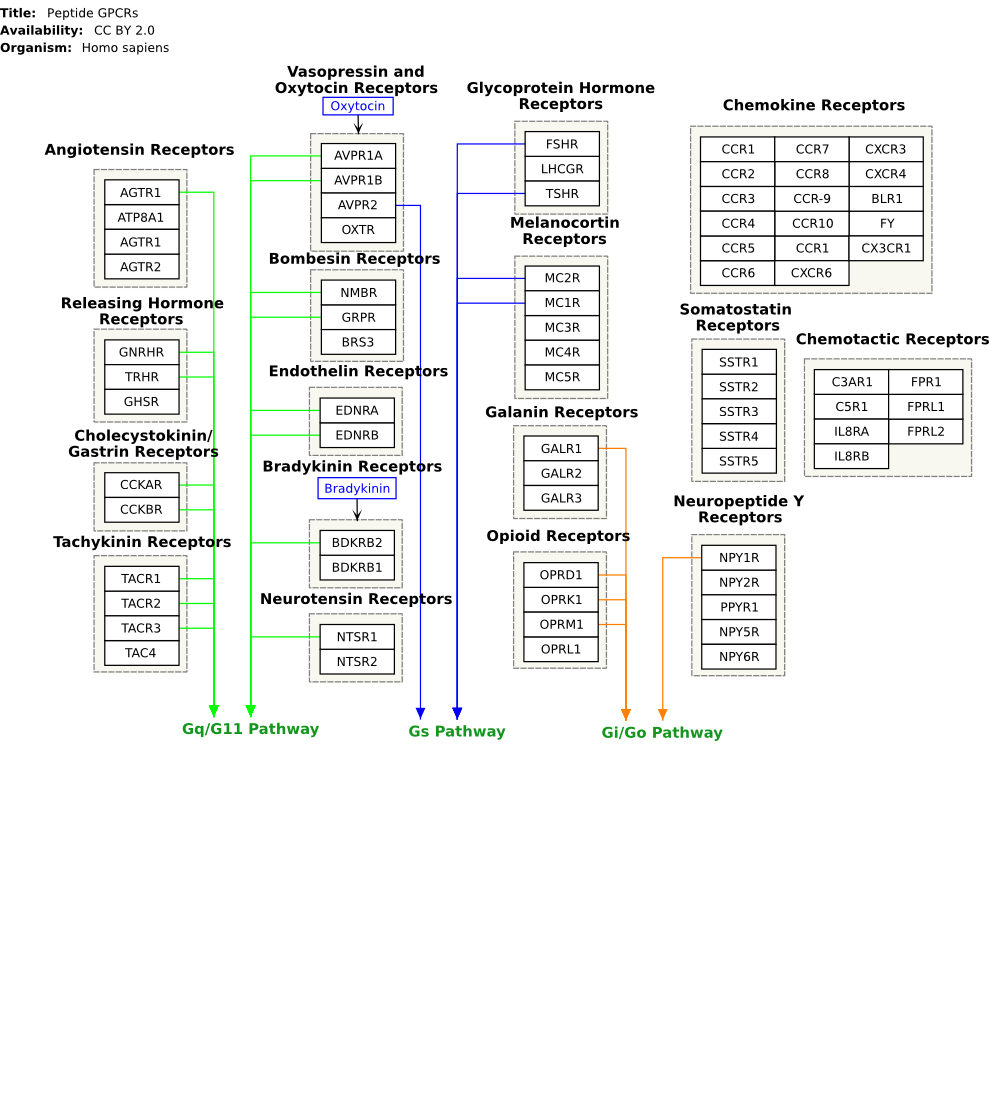 Title: Peptide GPCRs
Availability: CC BY 2.0
Organism: Homo sapiens
Angiotensin Receptors
AGTR1
ATP8A1
AGTR1
AGTR2
Releasing Hormone
Receptors
GNRHR
TRHR
GHSR
Cholecystokinin/
Gastrin Receptors
CCKAR
CCKBR
Tachykinin Receptors
TACR1
TACR2
TACR3
TAC4
Vasopressin and
Oxytocin Receptors
Oxytocin
AVPR1A
AVPR1B
AVPR2
OXTR
Bombesin Receptors
NMBR
GRPR
BRS3
Endothelin Receptors
EDNRA
EDNRB
Bradykinin Receptors
Bradykinin
BDKRB2
BDKRB1
Neurotensin Receptors
NTSR1
NTSR2
Glycoprotein Hormone
Receptors
FSHR
LHCGR
TSHR
Melanocortin
Receptors
MC2R
MC1R
MC3R
MC4R
MC5R
Galanin Receptors
GALR1
GALR2
GALR3
Opioid Receptors
OPRD1
OPRK1
OPRM1
OPRL1
Chemokine Receptors
CCR1 CCR7 CXCR3
CCR2 CCR8 CXCR4
CCR3 CCR-9 BLR1
CCR4 CCR10 FY
CCR5 CCR1 CX3CR1
CCR6 CXCR6
Somatostatin
Receptors
SSTR1
SSTR2
SSTR3
SSTR4
SSTR5
Chemotactic Receptors
C3AR1 FPR1
C5R1 FPRL1
IL8RA FPRL2
IL8RB
Neuropeptide Y
Receptors
NPY1R
NPY2R
PPYR1
NPY5R
NPY6R
Gq/G11 Pathway
Gs Pathway
Gi/Go Pathway